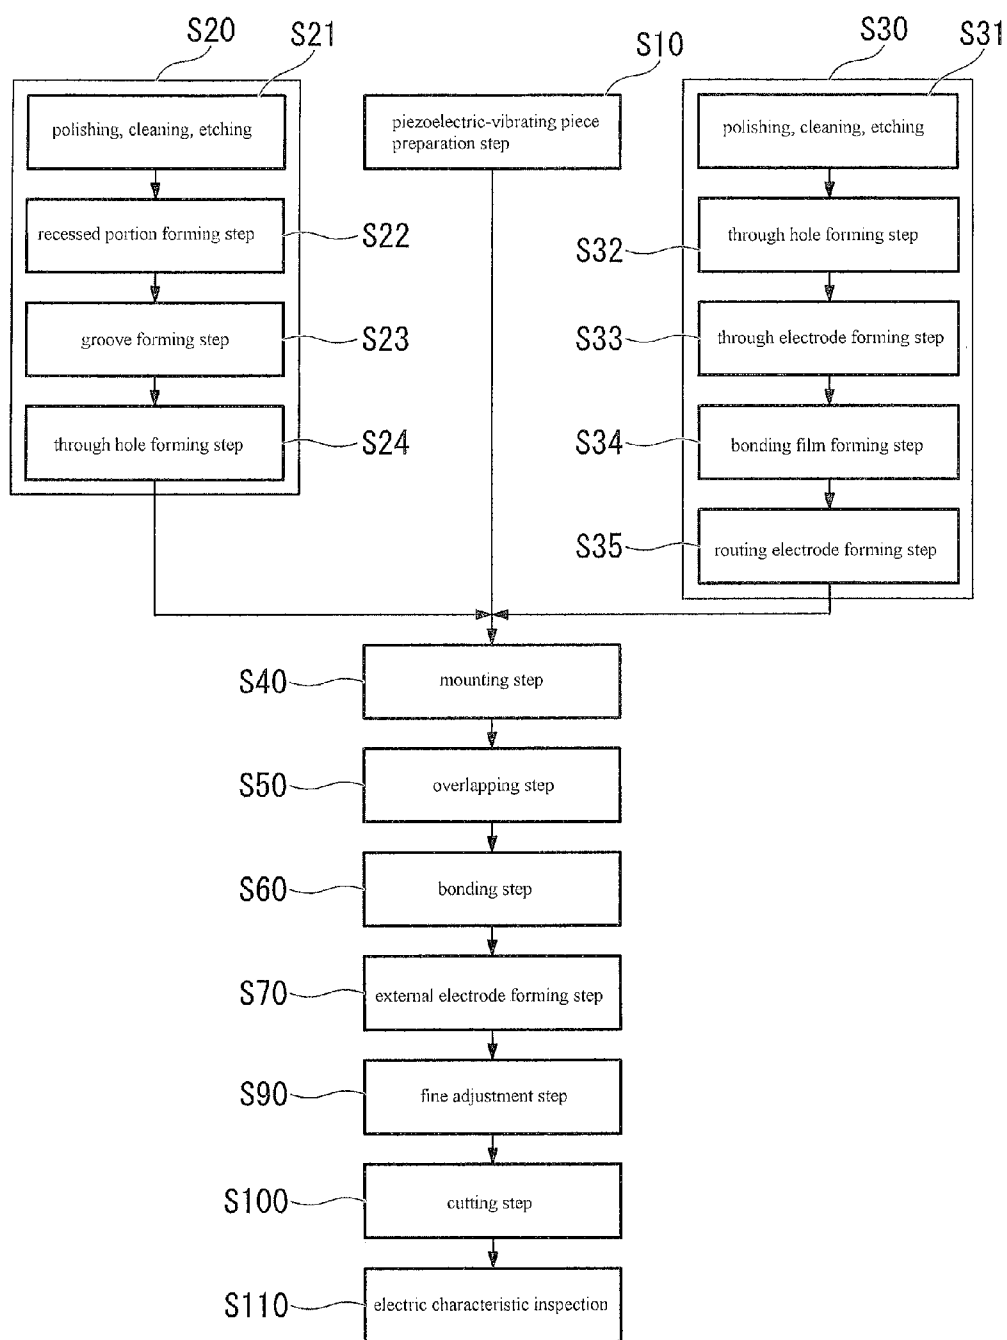 S20
S21
polishing, cleaning, etching
recessed portion forming step
S22
groove forming step
S23
through hole forming step
S24
S10
piezoelectric-vibrating piece
preparation step
S30
S31
polishing, cleaning, etching
S32
through hole forming step
S33
through electrode forming step
S34
bonding film forming step
S35
routing electrode forming step
S40
mounting step
S50
overlapping step
S60
bonding step
S70
external electrode forming step
S90
fine adjustment step
S100
cutting step
S110
electric characteristic inspection